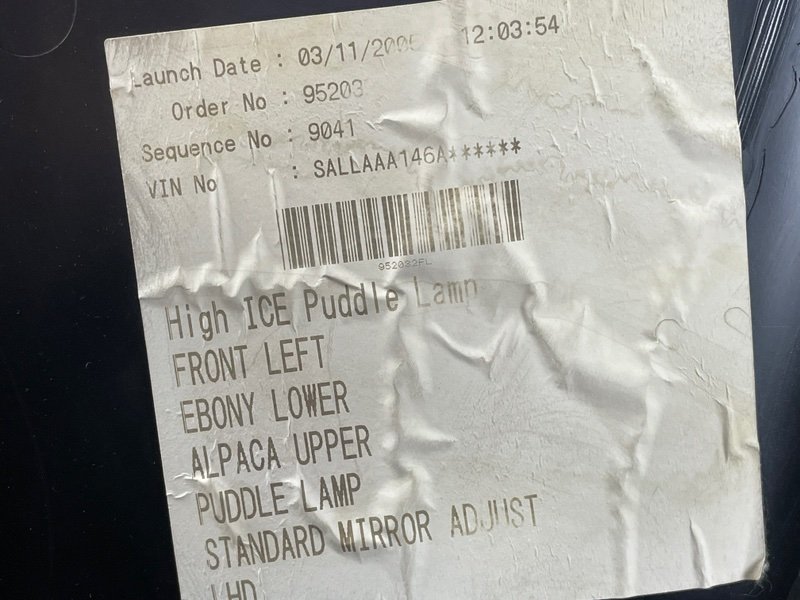 Launch Date : 03/11/2005 12:03:54
Order No : 95203
Sequence No : 9041
VIN No : SALLAAA146A******
952032FL
High ICE Puddle Lamp
FRONT LEFT
EBONY LOWER
ALPACA UPPER
PUDDLE LAMP
STANDARD MIRROR ADJUST
LHD